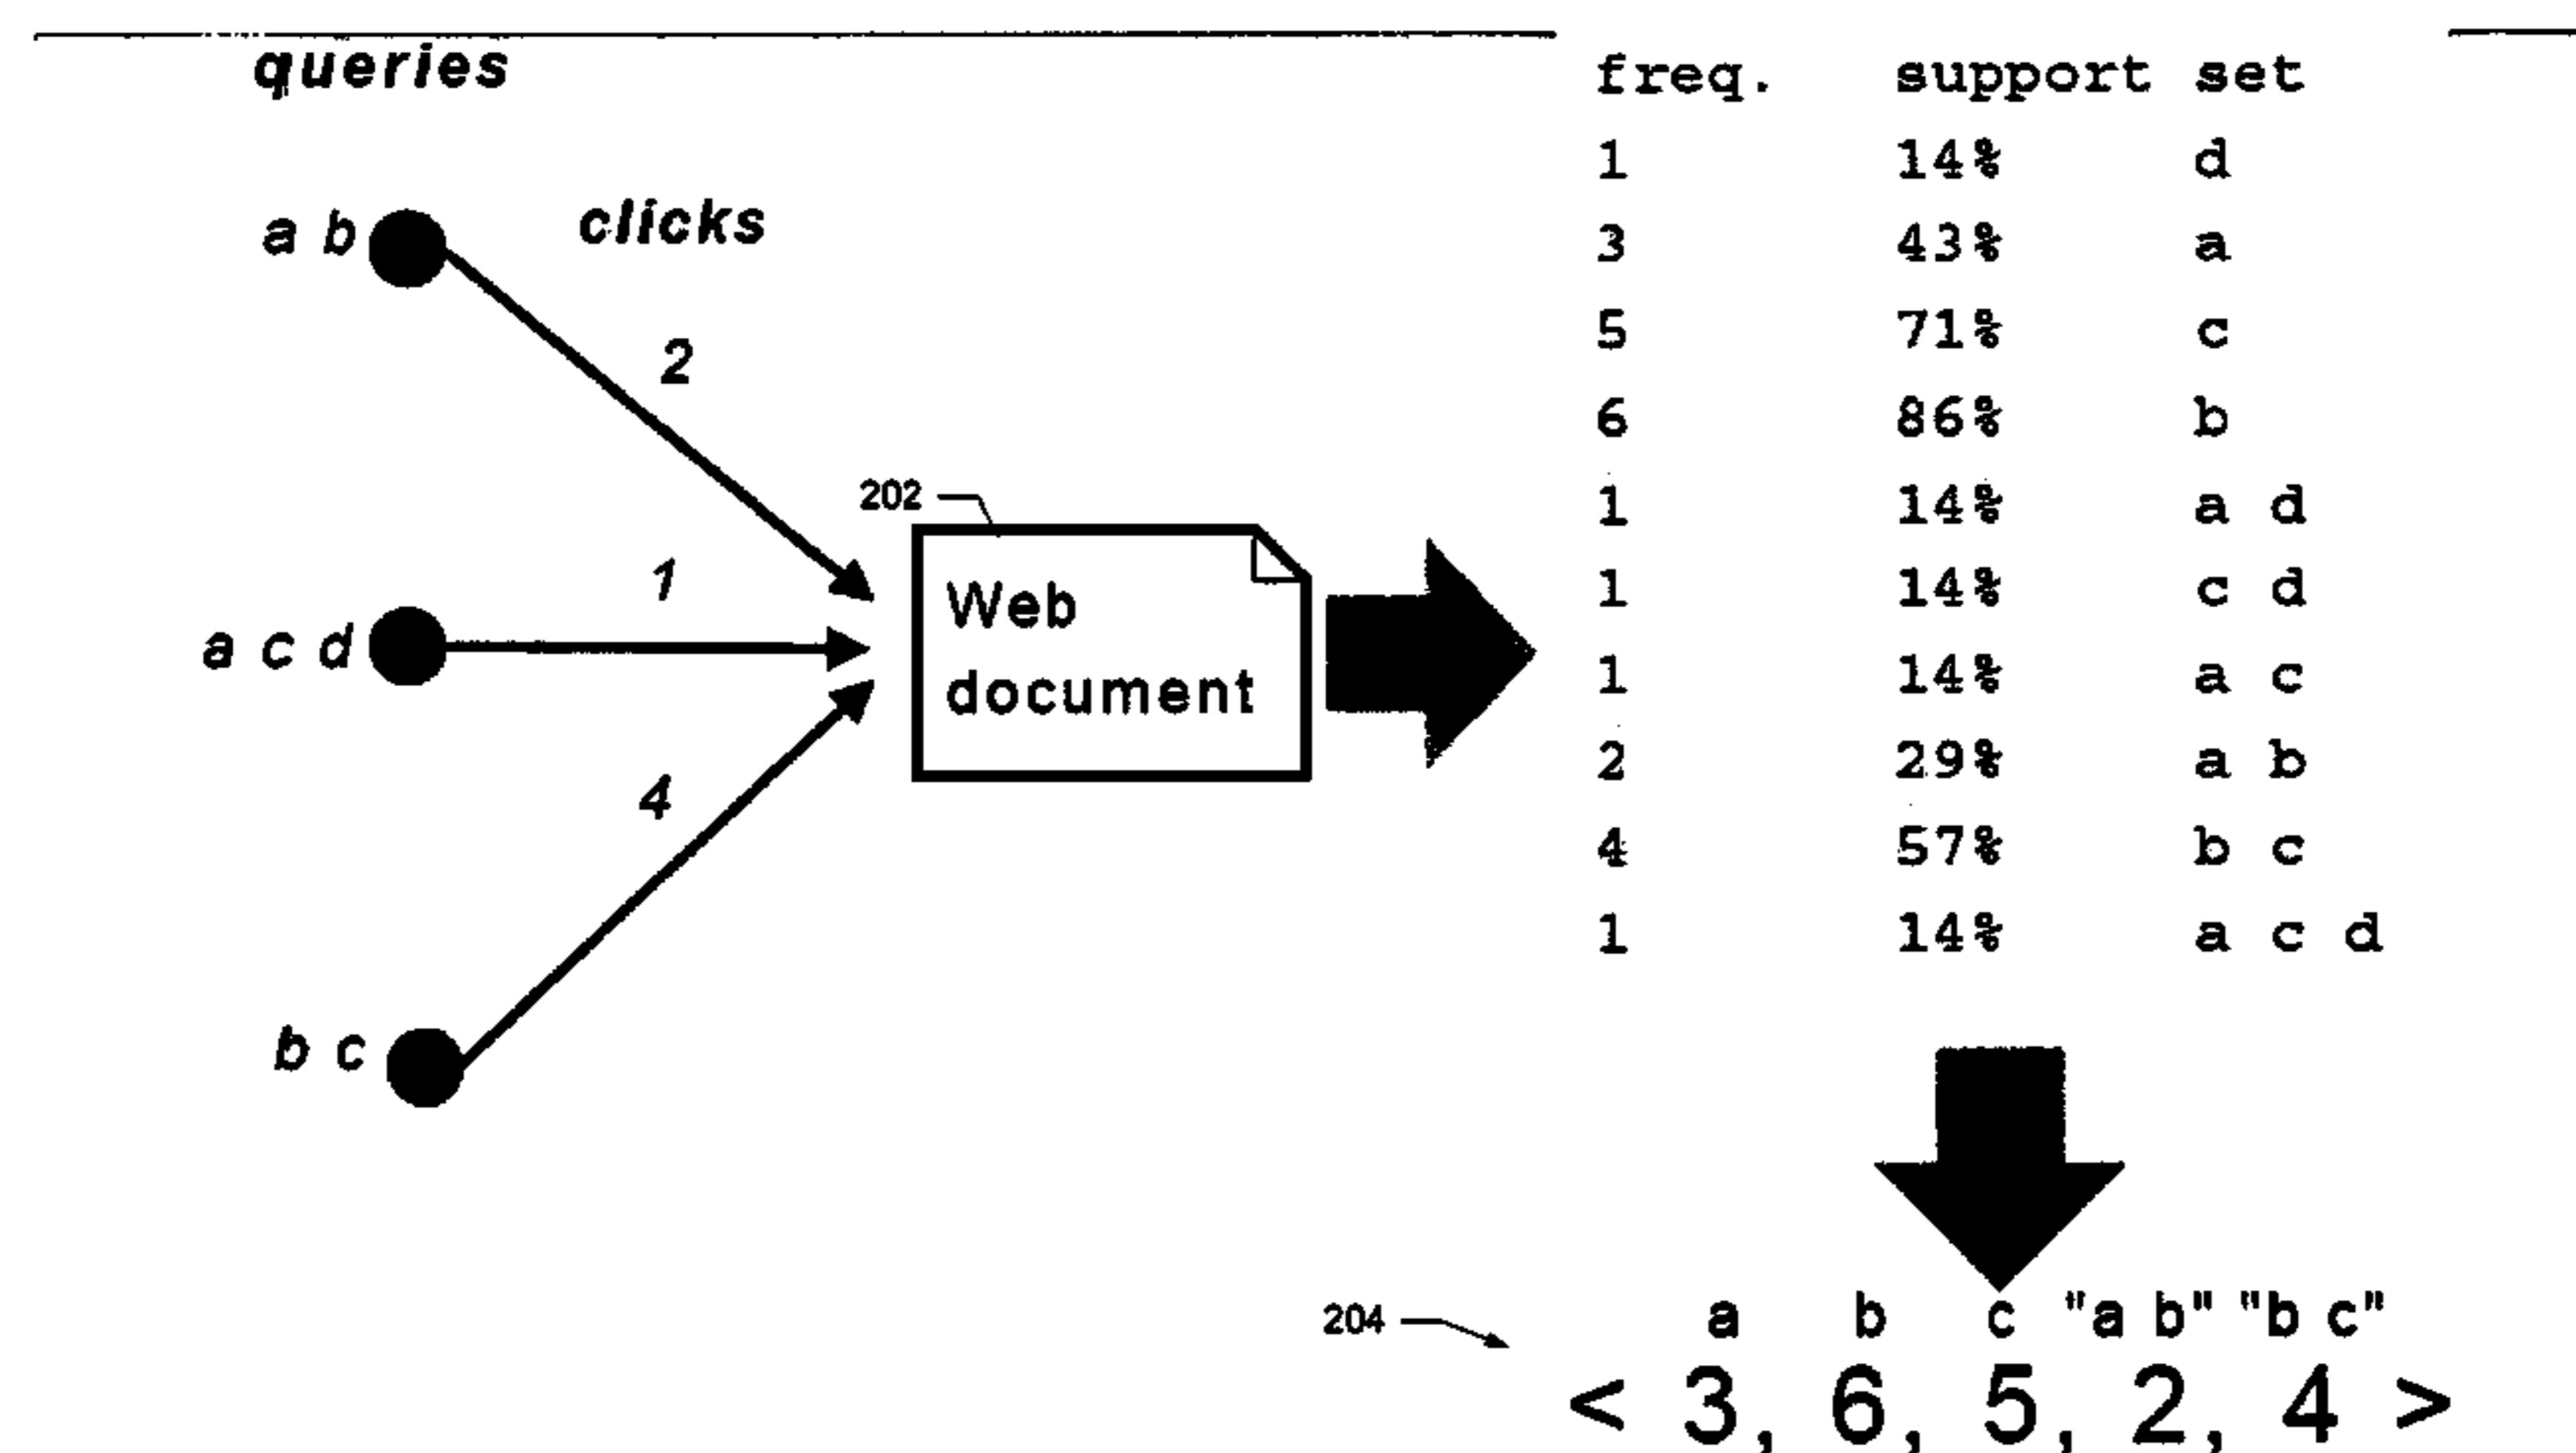 queries
clicks
a b
2
1
a c d
4
b c
202
Web
document
freq. support set
1 14% d
3 43% a
5 71% c
6 86% b
1 14% a d
1 14% c d
1 14% a c
2 29% a b
4 57% b c
1 14% a c d
204
a b c "a b" "b c"
< 3, 6, 5, 2, 4 >